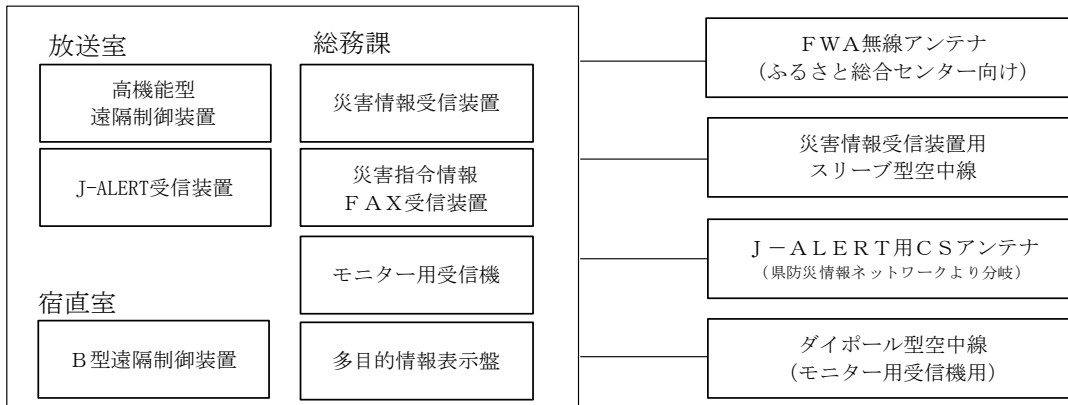 放送室
高機能型
遠隔制御装置
J-ALERT受信装置
宿直室
Ｂ型遠隔制御装置
総務課
災害情報受信装置
災害指令情報
ＦＡＸ受信装置
モニター用受信機
多目的情報表示盤
ＦＷＡ無線アンテナ
（ふるさと総合センター向け）
災害情報受信装置用
スリーブ型空中線
Ｊ－ＡＬＥＲＴ用ＣＳアンテナ
（県防災情報ネットワークより分岐）
ダイポール型空中線
（モニター用受信機用）